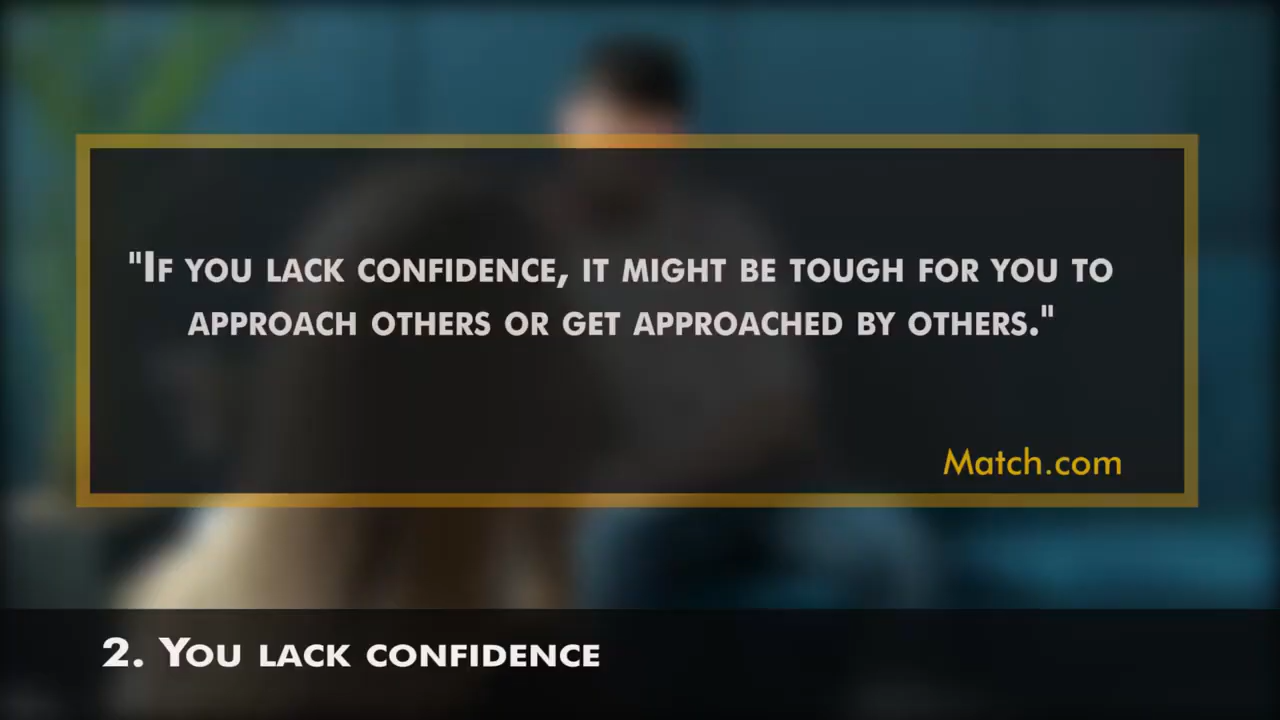 "If you lack confidence, it might be tough for you to
approach others or get approached by others."
Match.com
2. You lack confidence